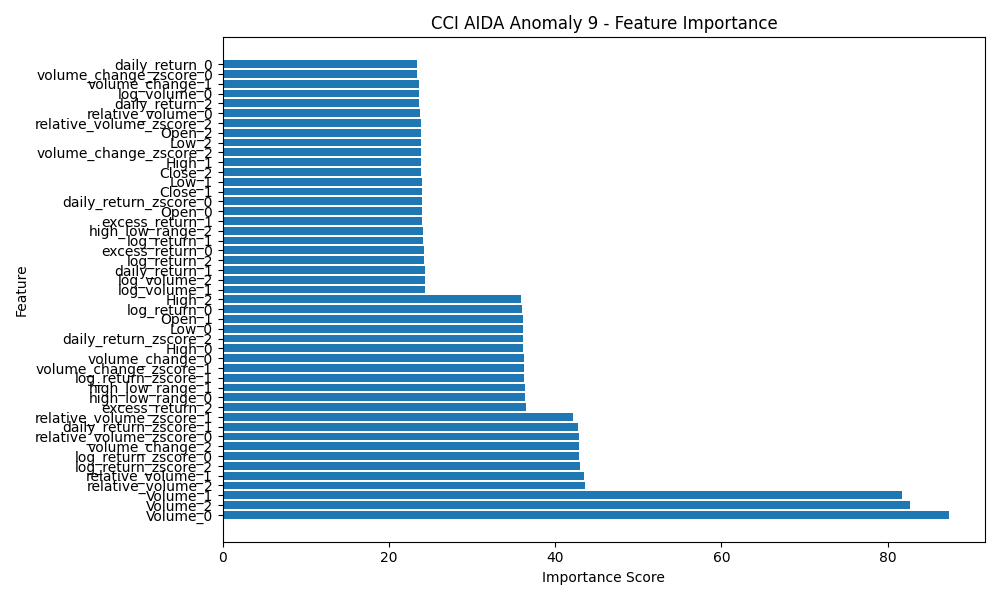 CCI AIDA Anomaly 9 - Feature Importance
daily_return_0
volume_change_zscore_0
volume_change_1
log_volume_0
daily_return_2
relative_volume_0
relative_volume_zscore_2
Open_2
Low_2
volume_change_zscore_2
High_1
Close_2
Low_1
Close_1
daily_return_zscore_0
Open_0
excess_return_1
high_low_range_2
log_return_1
excess_return_0
log_return_2
daily_return_1
log_volume_2
log_volume_1
High_2
log_return_0
Open_1
Low_0
daily_return_zscore_2
High_0
volume_change_0
volume_change_zscore_1
log_return_zscore_1
high_low_range_1
high_low_range_0
excess_return_2
relative_volume_zscore_1
daily_return_zscore_1
relative_volume_zscore_0
volume_change_2
log_return_zscore_0
log_return_zscore_2
relative_volume_1
relative_volume_2
Volume_1
Volume_2
Volume_0
Feature
0 20 40 60 80
Importance Score